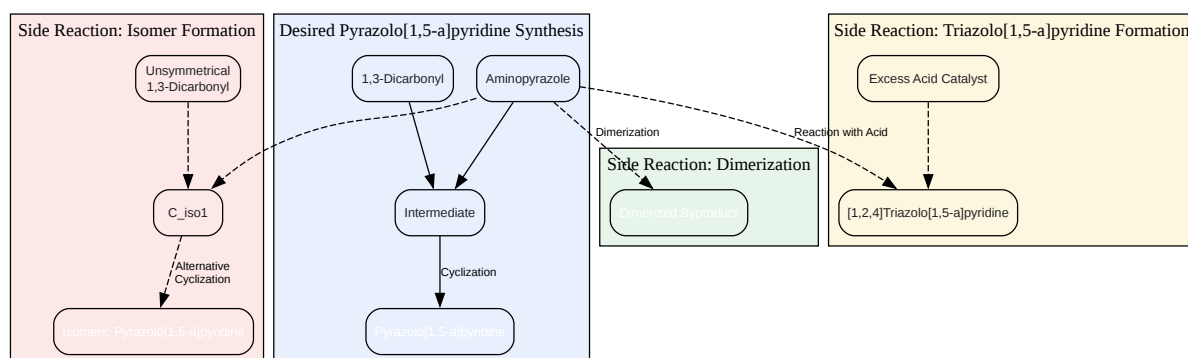 Side Reaction: Isomer Formation
Unsymmetrical
1,3-Dicarbonyl
C_iso1
Alternative
Cyclization
Isomeric Pyrazolo[1,5-a]pyridine
Desired Pyrazolo[1,5-a]pyridine Synthesis
1,3-Dicarbonyl
Aminopyrazole
Intermediate
Cyclization
Pyrazolo[1,5-a]pyridine
Dimerization
Side Reaction: Dimerization
Dimerized Byproduct
Side Reaction: Triazolo[1,5-a]pyridine Formation
Excess Acid Catalyst
Reaction with Acid
[1,2,4]Triazolo[1,5-a]pyridine